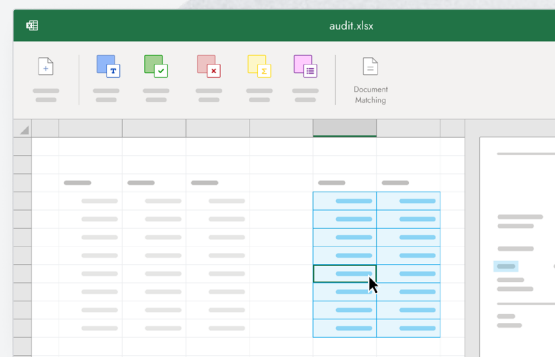 audit.xlsx
T
Σ
Document
Matching